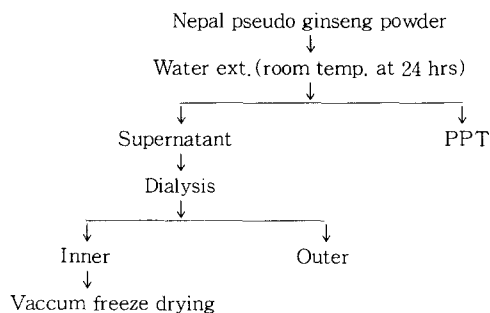 Nepal pseudo ginseng powder
Water ext.(room temp. at 24 hrs)
Supernatant PPT
Dialysis
Inner Outer
Vaccum freeze drying